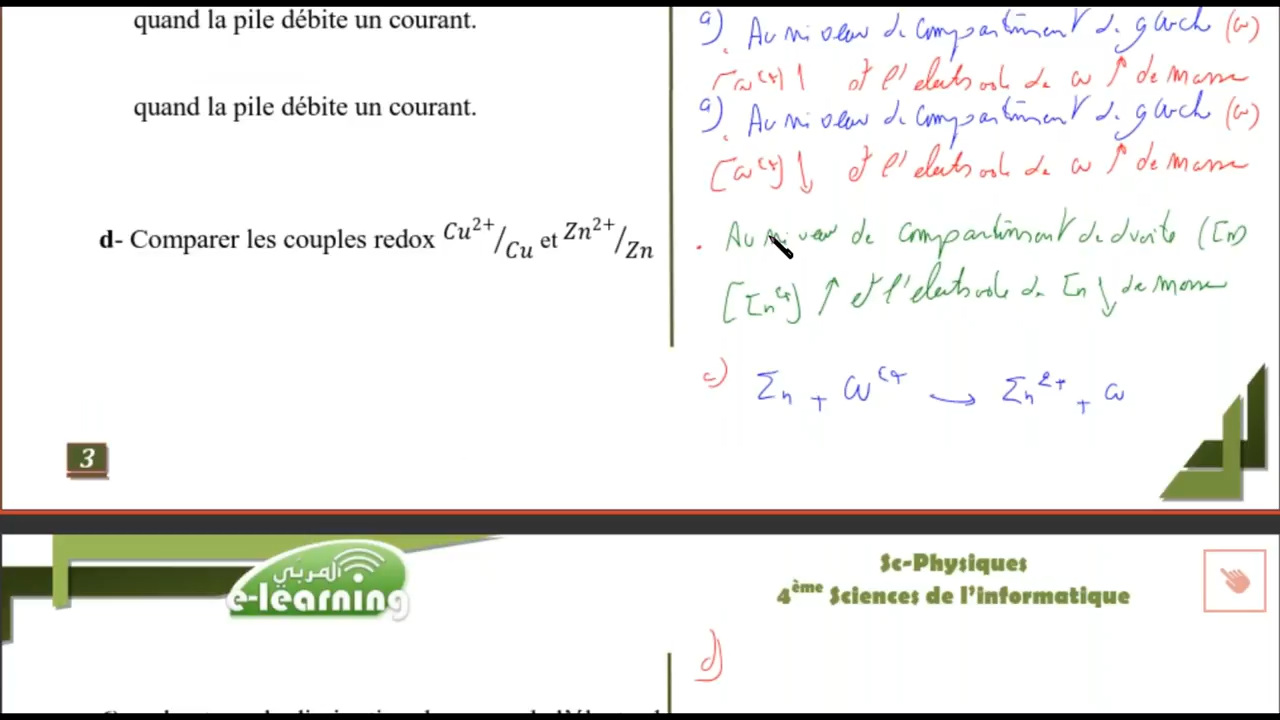 quand la pile débite un courant.
quand la pile débite un courant.
d- Comparer les couples redox Cu²⁺/Cu et Zn²⁺/Zn
3
a) Au niveau de compartiment de gauche (Cu)
[Cu²⁺] ↓ et l'électrode de Cu ↑ de masse
a) Au niveau de compartiment de gauche (Cu)
[Cu²⁺] ↓ et l'électrode de Cu ↑ de masse
. Au niveau de compartiment de droite (Zn)
[Zn²⁺] ↑ et l'électrode de Zn ↓ de masse
c) Zn + Cu²⁺ → Zn²⁺ + Cu
المربي
e-learning
Sc-Physiques
4ème Sciences de l'informatique
d)